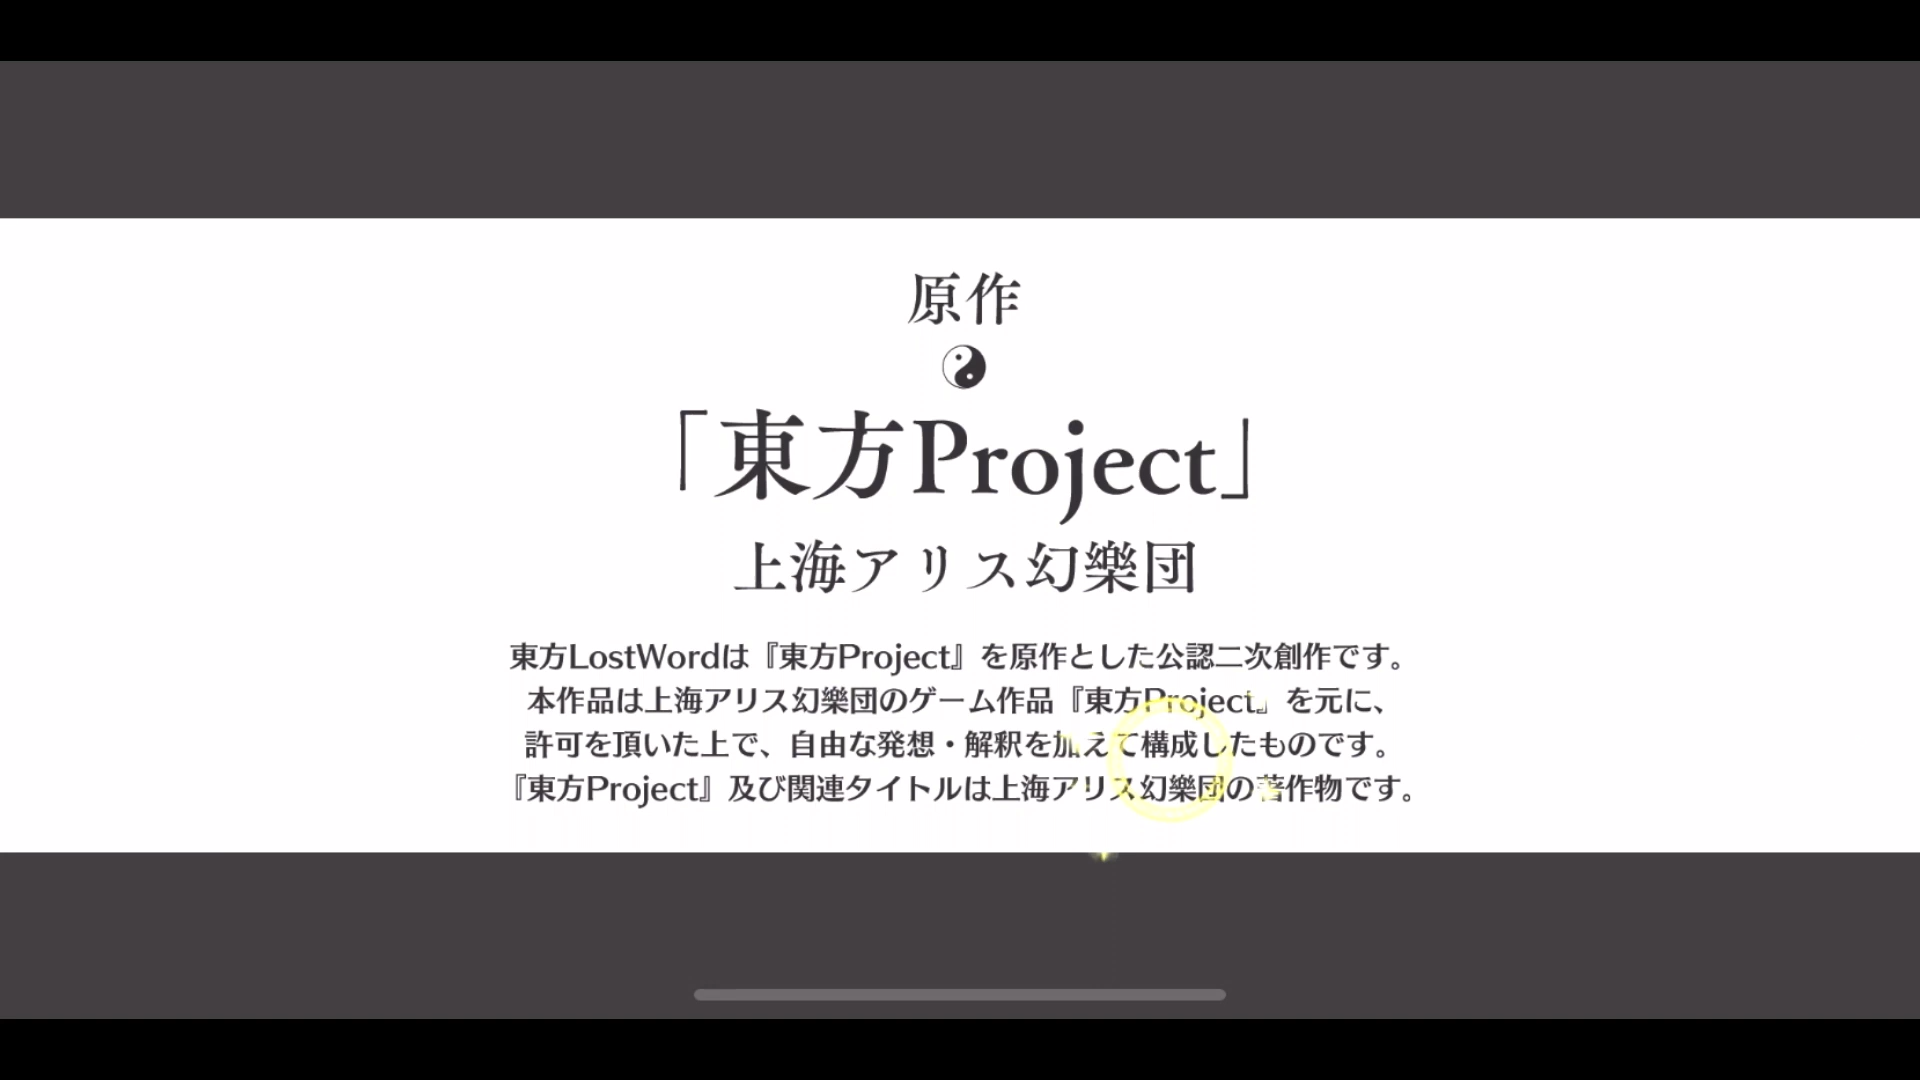 原作
「東方Project」
上海アリス幻樂団
東方LostWordは『東方Project』を原作とした公認二次創作です。
本作品は上海アリス幻樂団のゲーム作品『東方Project』を元に、
許可を頂いた上で、自由な発想・解釈を加えて構成したものです。
『東方Project』及び関連タイトルは上海アリス幻樂団の著作物です。